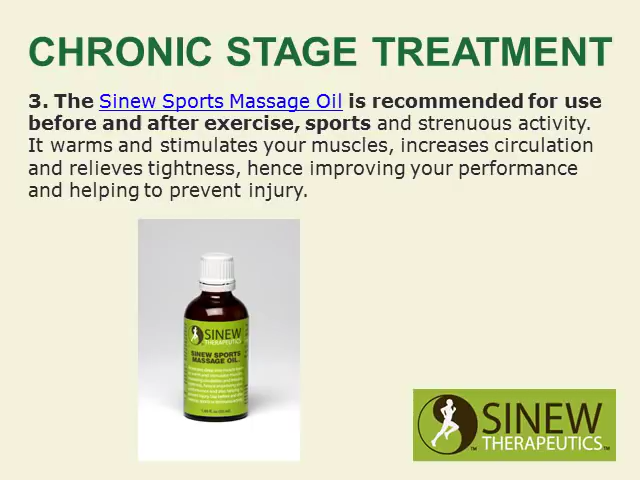 CHRONIC STAGE TREATMENT
3. The Sinew Sports Massage Oil is recommended for use
before and after exercise, sports and strenuous activity.
It warms and stimulates your muscles, increases circulation
and relieves tightness, hence improving your performance
and helping to prevent injury.
SINEW
THERAPEUTICS
SINEW SPORTS
MASSAGE OIL
SINEW
THERAPEUTICS